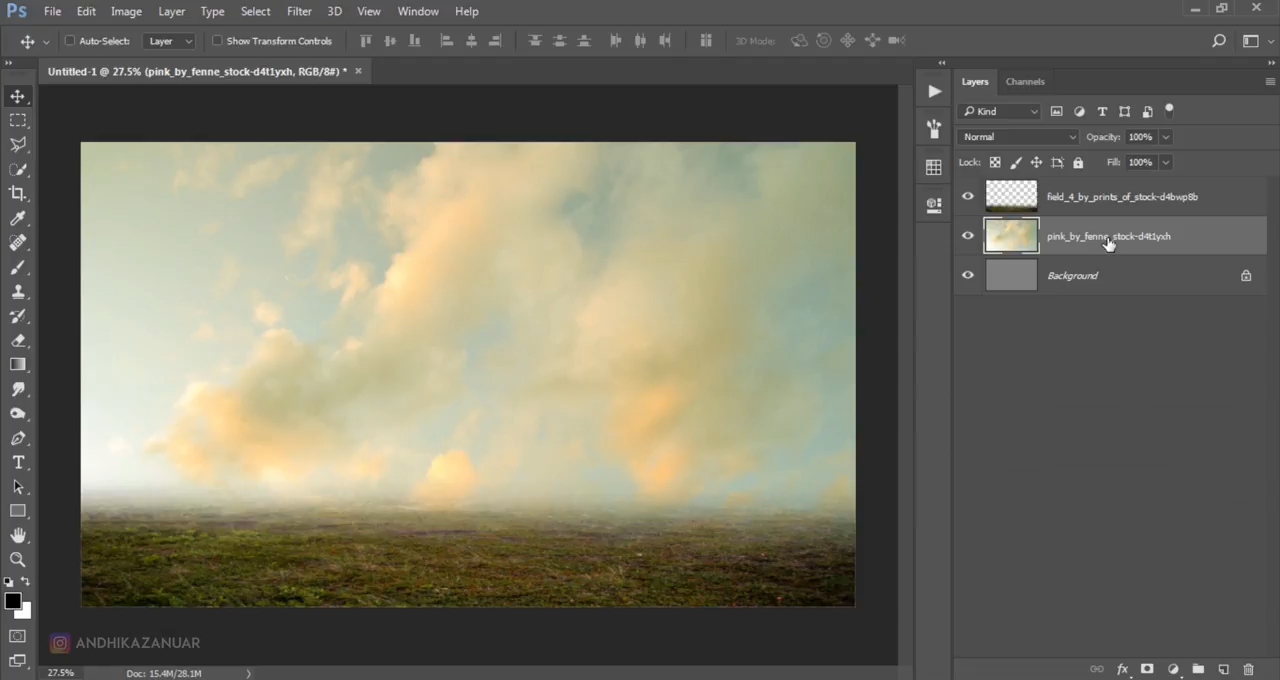 Ps File Edit Image Layer Type Select Filter 3D View Window Help
Auto-Select: Layer Show Transform Controls 3D Mode:
Untitled-1 @ 27.5% (pink_by_fenne_stock-d4t1yxh, RGB/8#) * ×
Layers Channels
Kind
Normal Opacity: 100%
Lock: Fill: 100%
field_4_by_prints_of_stock-d4bwp8b
pink_by_fenne_stock-d4t1yxh
Background
ANDHIKAZANUAR
27.5% Doc: 15.4M/28.1M
fx